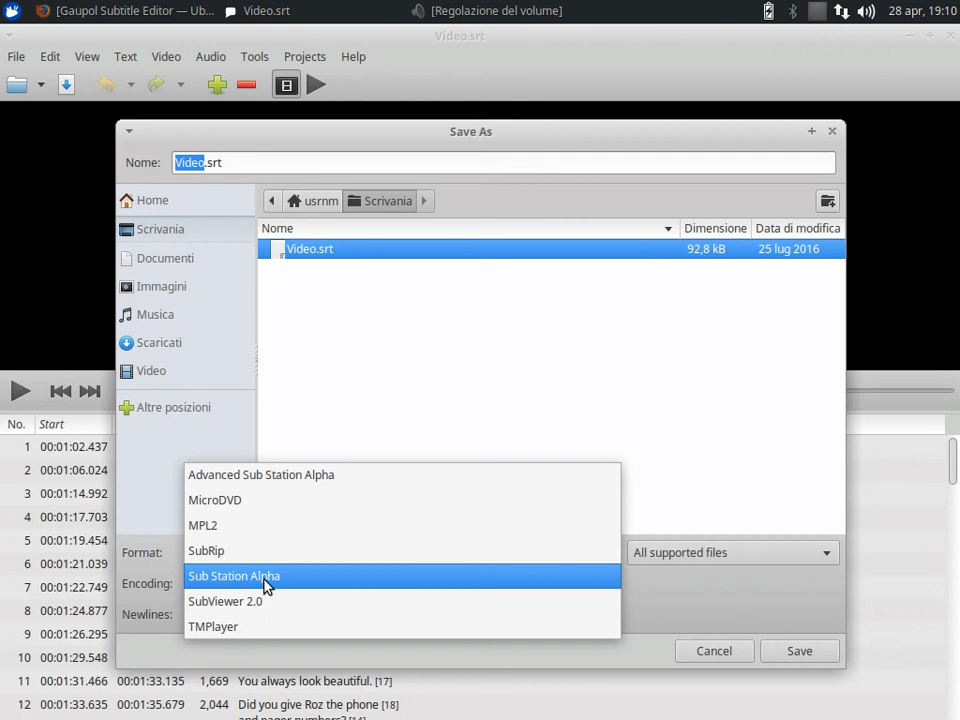 [Gaupol Subtitle Editor — Ub... Video.srt [Regolazione del volume] 28 apr, 19:10
Video.srt
File Edit View Text Video Audio Tools Projects Help
Save As
Nome: Video.srt
Home
Scrivania
Documenti
Immagini
Musica
Scaricati
Video
Altre posizioni
usrnm Scrivania
Nome Dimensione Data di modifica
Video.srt 92,8 kB 25 lug 2016
Advanced Sub Station Alpha
MicroDVD
MPL2
SubRip
Sub Station Alpha
SubViewer 2.0
TMPlayer
Format: All supported files
Encoding:
Newlines:
Cancel Save
No. Start
1 00:01:02.437
2 00:01:06.024
3 00:01:14.992
4 00:01:17.703
5 00:01:19.454
6 00:01:21.039
7 00:01:22.749
8 00:01:24.877
9 00:01:26.295
10 00:01:29.548
11 00:01:31.466 00:01:33.135 1,669 You always look beautiful. [17]
12 00:01:33.635 00:01:35.679 2,044 Did you give Roz the phone [18]
and pager numbers? [14]